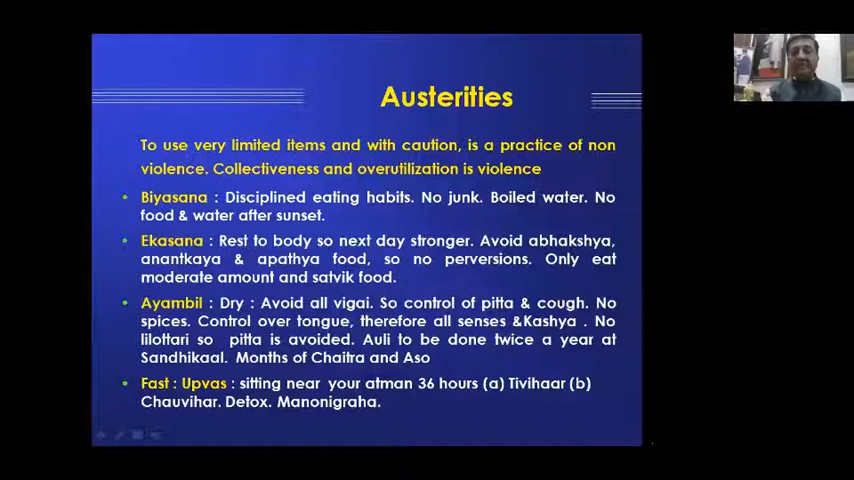 Austerities
To use very limited items and with caution, is a practice of non
violence. Collectiveness and overutilization is violence
• Biyasana : Disciplined eating habits. No junk. Boiled water. No
food & water after sunset.
• Ekasana : Rest to body so next day stronger. Avoid abhakshya,
anantkaya & apathya food, so no perversions. Only eat
moderate amount and satvik food.
• Ayambil : Dry : Avoid all vigai. So control of pitta & cough. No
spices. Control over tongue, therefore all senses &Kashya . No
lilottari so pitta is avoided. Auli to be done twice a year at
Sandhikaal. Months of Chaitra and Aso
• Fast : Upvas : sitting near your atman 36 hours (a) Tivihaar (b)
Chauvihar. Detox. Manonigraha.